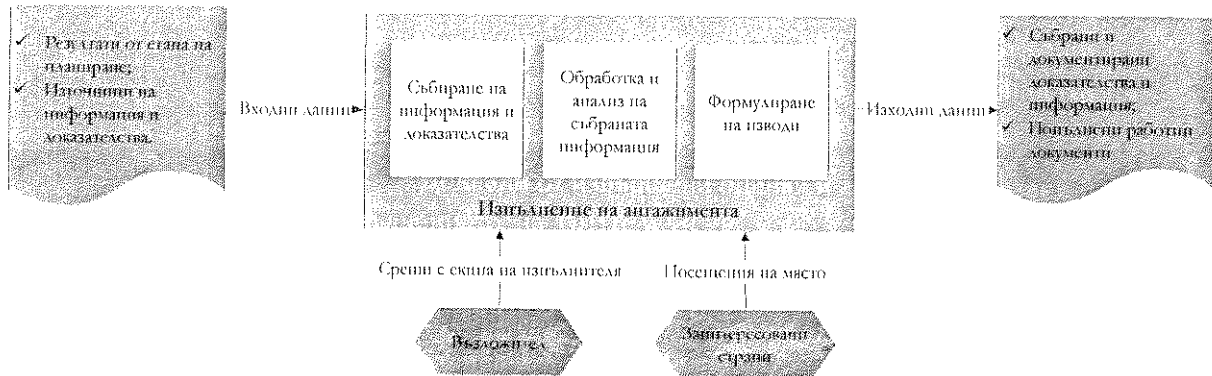 ✓ Резултати от етапа на
планиране;
✓ Източници на
информация и
доказателства.
Входни данни
Събиране на
информация и
доказателства
Обработка и
анализ на
събраната
информация
Формулиране
на изводи
Изпълнение на ангажимента
Изходни данни
✓ Събрани и
документирани
доказателства и
информация;
✓ Попълнени работни
документи
Срещи с екипа на изпълнителя
Посещения на място
Възложител
Заинтересовани
страни